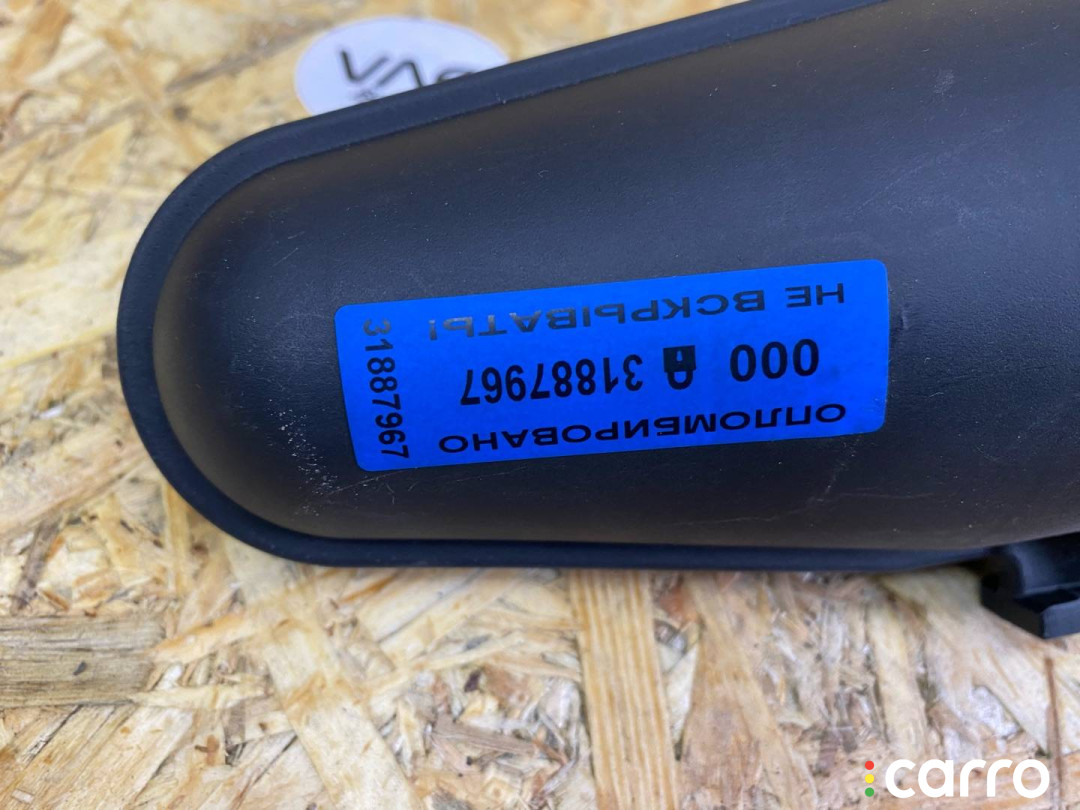 ОПЛОМБИРОВАНО
000 31887967
НЕ ВСКРЫВАТЬ!
31887967
carro